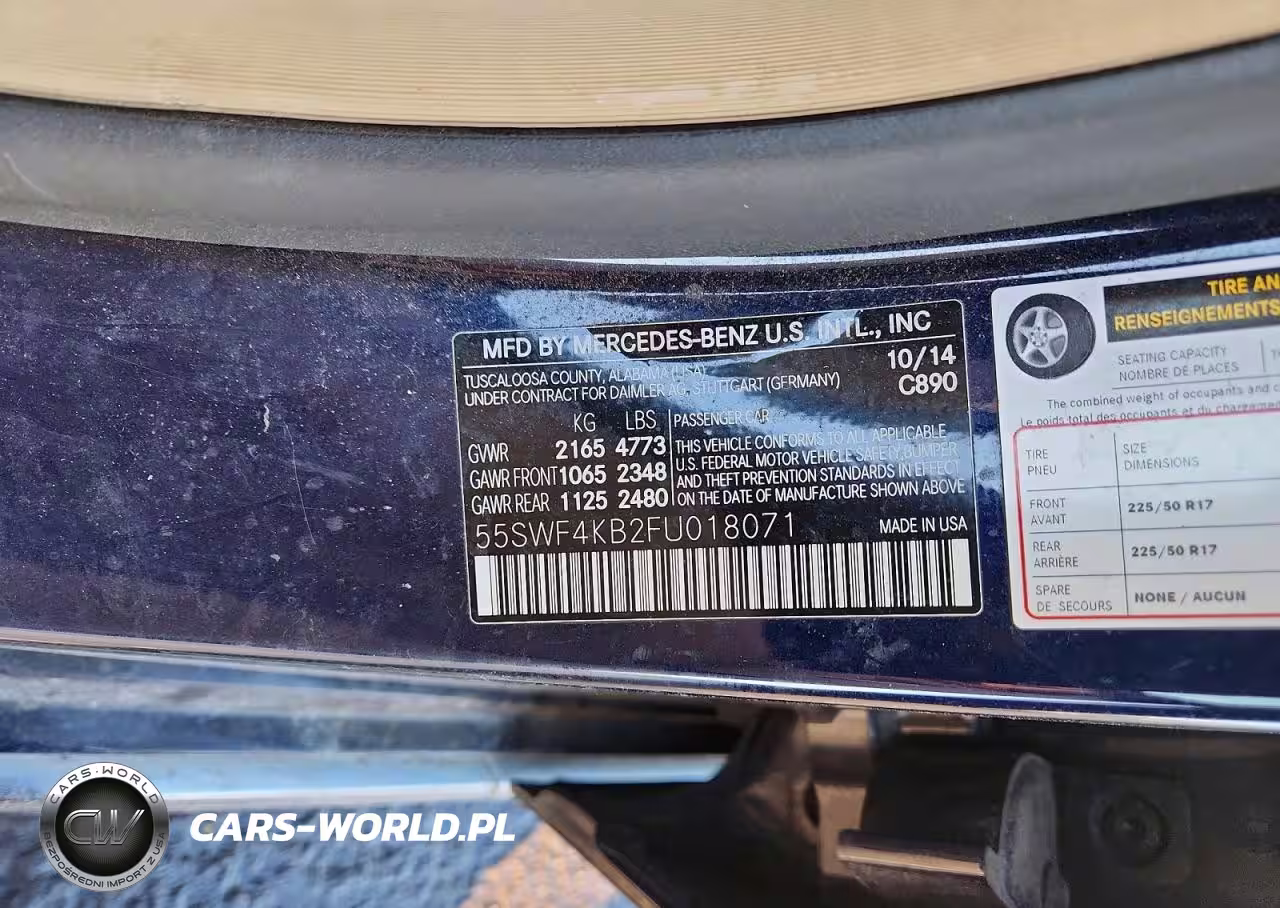 MFD BY MERCEDES-BENZ U.S. INTL., INC
10/14
TUSCALOOSA COUNTY, ALABAMA (USA)
UNDER CONTRACT FOR DAIMLER AG, STUTTGART (GERMANY)
C890
KG LBS
GVWR 2165 4773
GAWR FRONT 1065 2348
GAWR REAR 1125 2480
PASSENGER CAR
THIS VEHICLE CONFORMS TO ALL APPLICABLE
U.S. FEDERAL MOTOR VEHICLE SAFETY, BUMPER,
AND THEFT PREVENTION STANDARDS IN EFFECT
ON THE DATE OF MANUFACTURE SHOWN ABOVE
55SWF4KB2FU018071
MADE IN USA
TIRE AN
RENSEIGNEMENTS
SEATING CAPACITY
NOMBRE DE PLACES
The combined weight of occupants and
Le poids total des occupants et du chargement
TIRE
PNEU
SIZE
DIMENSIONS
FRONT
AVANT
225/50 R17
REAR
ARRIÈRE
225/50 R17
SPARE
DE SECOURS
NONE / AUCUN
CARS-WORLD
CW
BEZPOŚREDNI IMPORT Z USA
CARS-WORLD.PL